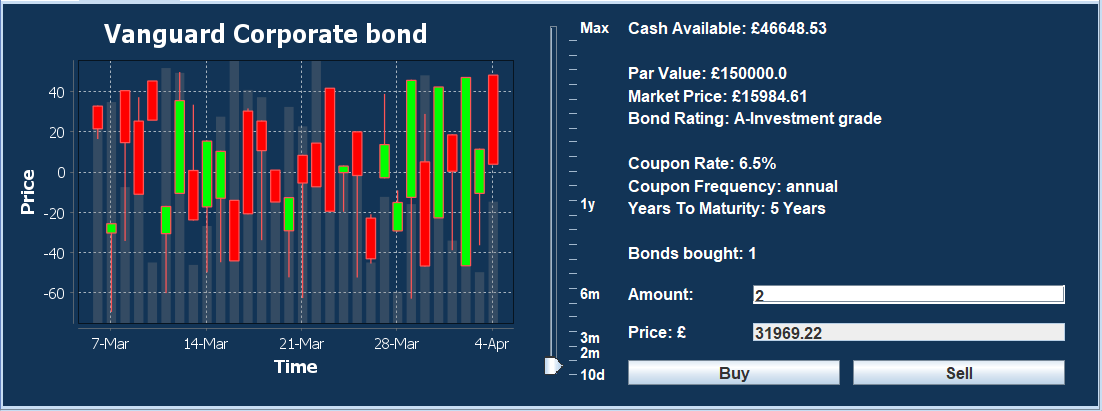 Vanguard Corporate bond
40
20
0
-20
-40
-60
Price
7-Mar 14-Mar 21-Mar 28-Mar 4-Apr
Time
Max
1y
6m
3m
2m
10d
Cash Available: £46648.53
Par Value: £150000.0
Market Price: £15984.61
Bond Rating: A-Investment grade
Coupon Rate: 6.5%
Coupon Frequency: annual
Years To Maturity: 5 Years
Bonds bought: 1
Amount: 2
Price: £ 31969.22
Buy Sell